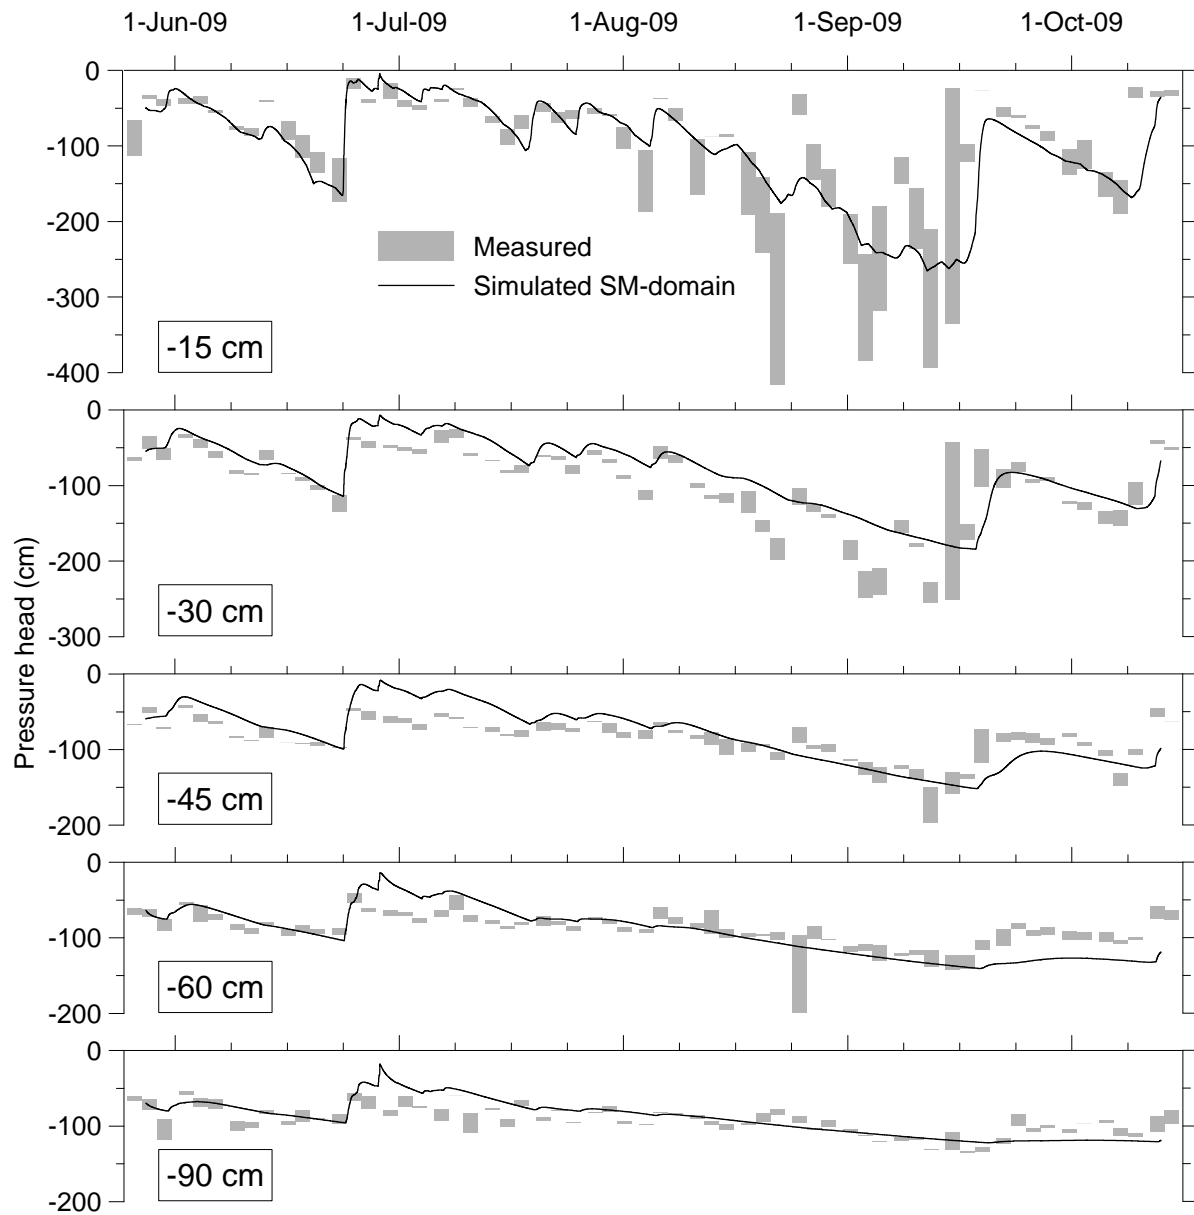 1-Jun-09 1-Jul-09 1-Aug-09 1-Sep-09 1-Oct-09
0
-100
-200
-300
-400
Measured
Simulated SM-domain
-15 cm
0
-100
-200
-300
-30 cm
Pressure head (cm)
0
-100
-200
-45 cm
0
-100
-200
-60 cm
0
-100
-200
-90 cm